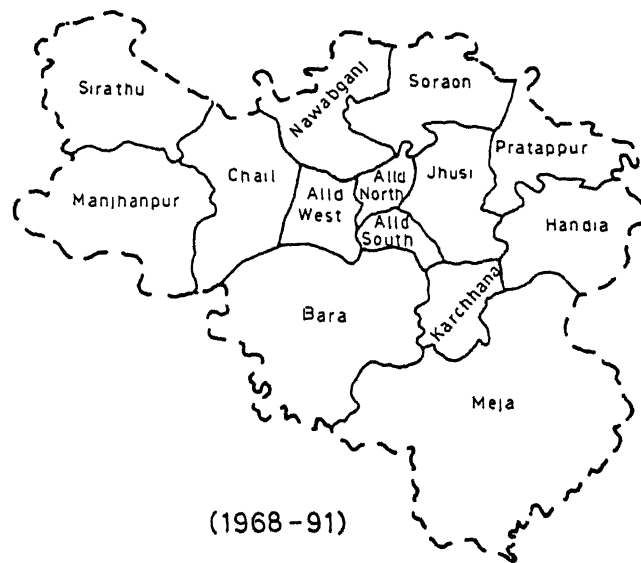 Sirathu
Nawabganj
Soraon
Pratappur
Manjhanpur
Chail
Alld
West
Alld
North
Jhusi
Alld
South
Handia
Bara
Karchhana
Meja
(1968-91)